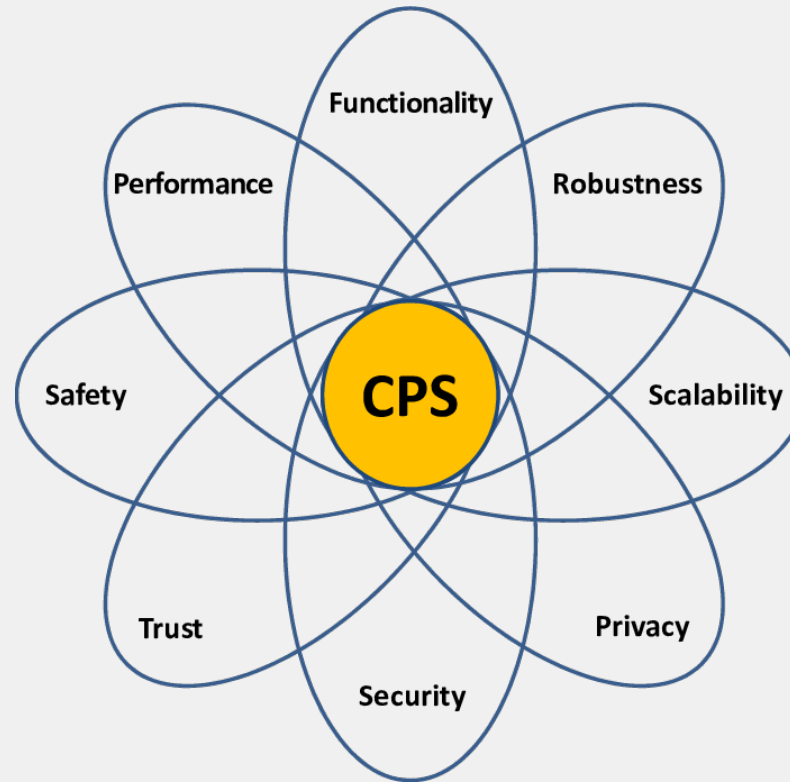 Functionality
Performance
Robustness
Safety
CPS
Scalability
Trust
Privacy
Security